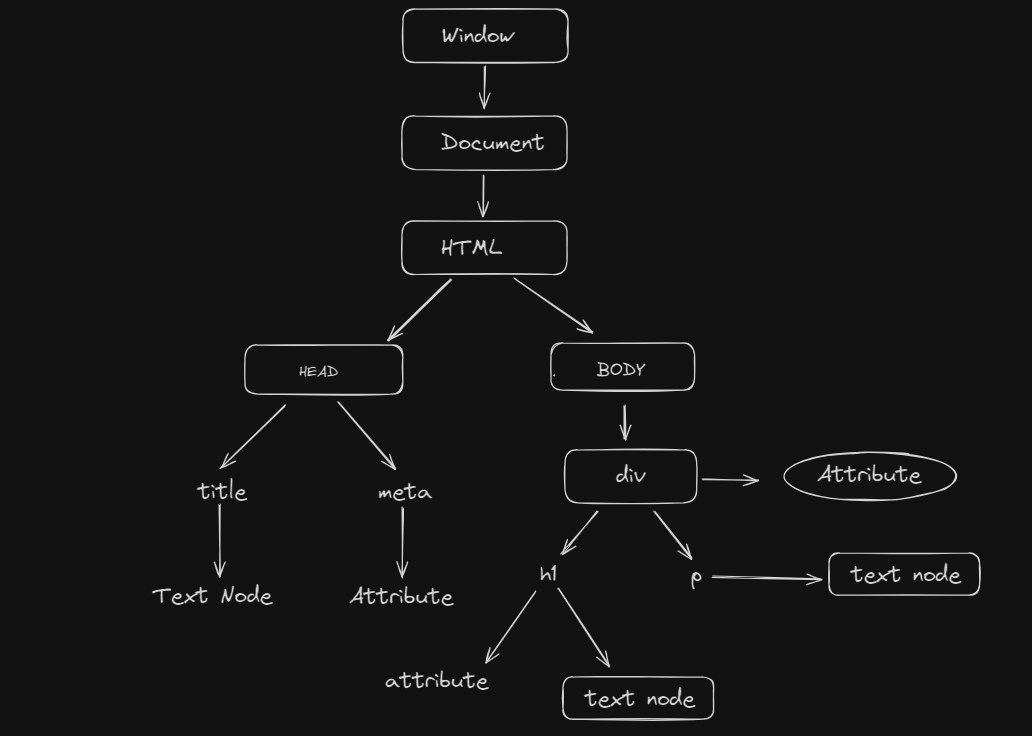 Window
Document
HTML
HEAD
BODY
div
Attribute
title
meta
h1
p
text node
Text Node
Attribute
attribute
text node